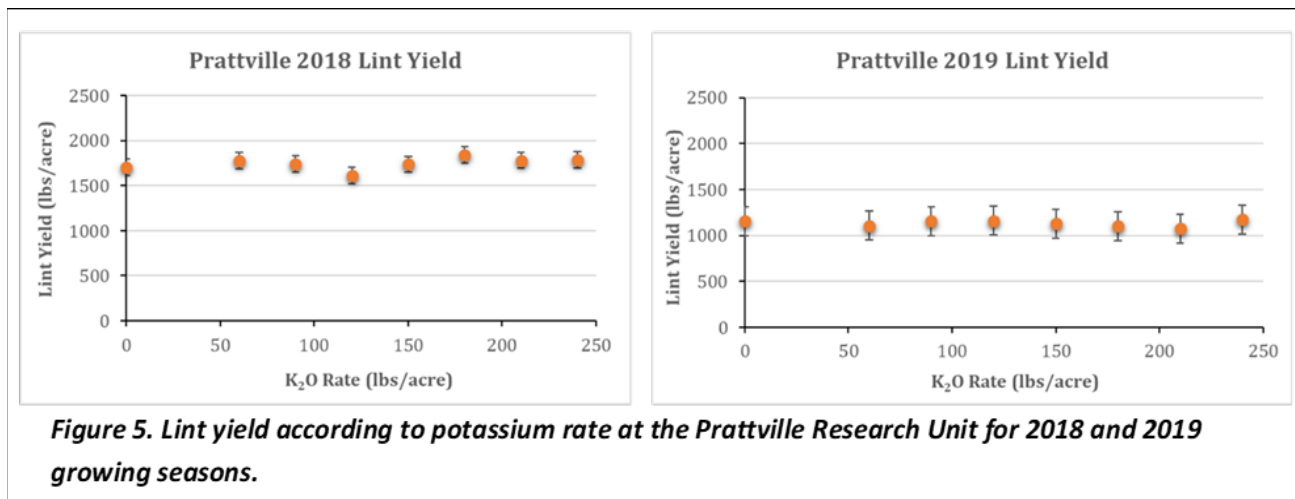 Prattville 2018 Lint Yield
2500
2000
1500
1000
500
0
0 50 100 150 200 250
Lint Yield (lbs/acre)
K₂O Rate (lbs/acre)
Prattville 2019 Lint Yield
2500
2000
1500
1000
500
0
0 50 100 150 200 250
Lint Yield (lbs/acre)
K₂O Rate (lbs/acre)
Figure 5. Lint yield according to potassium rate at the Prattville Research Unit for 2018 and 2019
growing seasons.